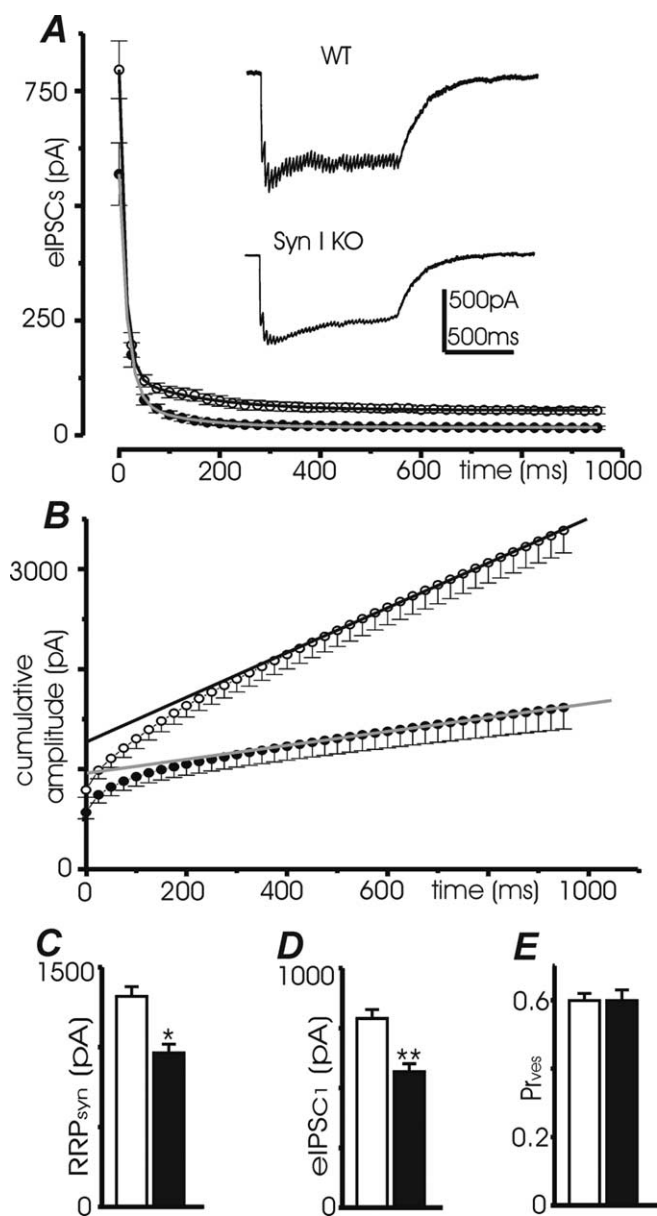 A
WT
750
eIPSCs (pA)
Syn I KO
500pA
500ms
250
0
0 200 400 600 time (ms) 1000
B
3000
cumulative
amplitude (pA)
0
0 200 400 600 time (ms) 1000
C D E
1500 1000
0.6
* **
RRPsyn (pA) eIPSC1 (pA) Prves
0.2
0 0 0